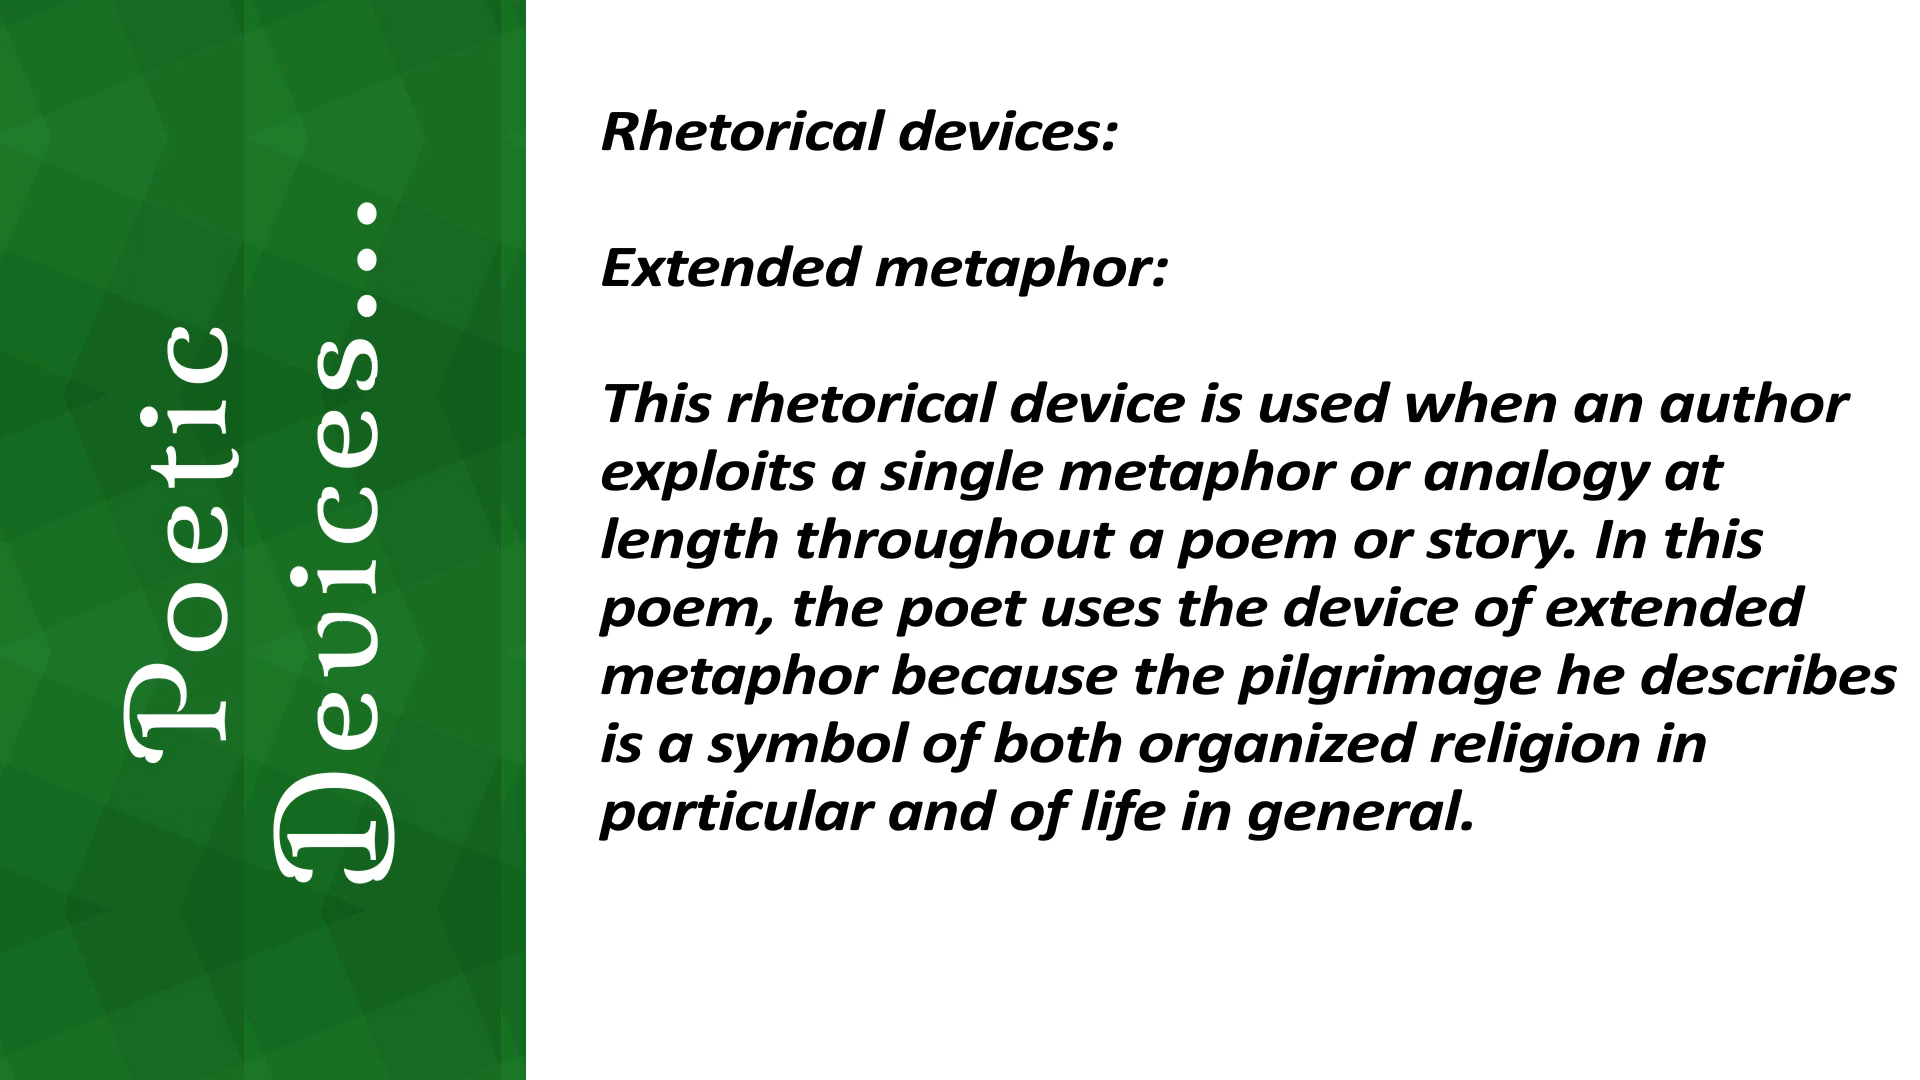 Poetic
Devices...
Rhetorical devices:
Extended metaphor:
This rhetorical device is used when an author
exploits a single metaphor or analogy at
length throughout a poem or story. In this
poem, the poet uses the device of extended
metaphor because the pilgrimage he describes
is a symbol of both organized religion in
particular and of life in general.